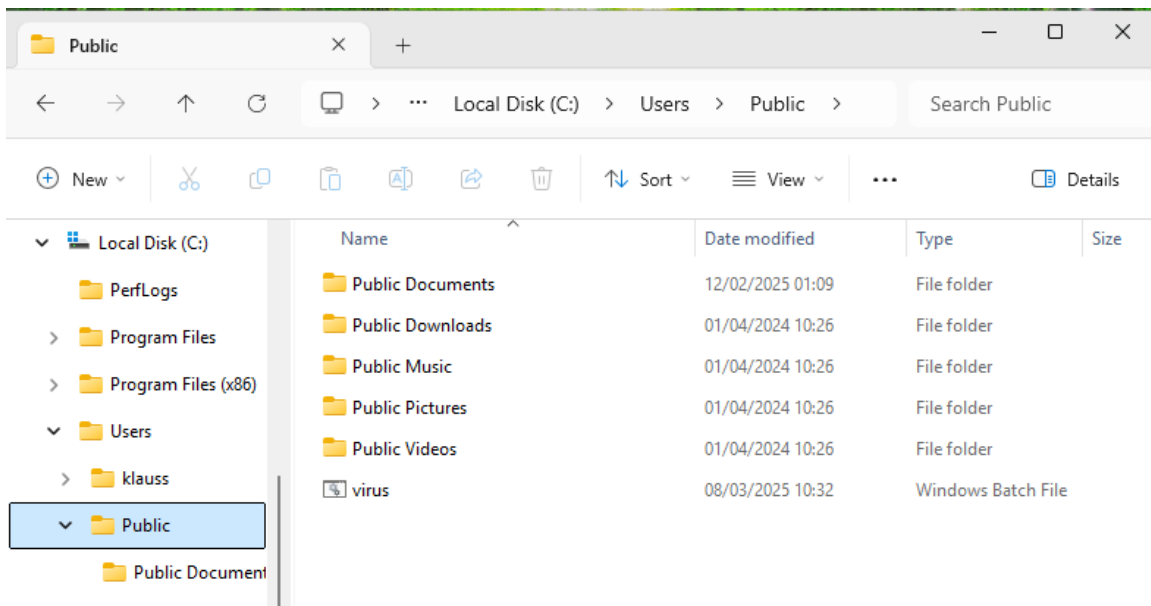 Public
··· Local Disk (C:) > Users > Public > Search Public
New Sort View ··· Details
Name Date modified Type Size
Local Disk (C:)
PerfLogs
Program Files
Program Files (x86)
Users
klauss
Public
Public Document
Public Documents 12/02/2025 01:09 File folder
Public Downloads 01/04/2024 10:26 File folder
Public Music 01/04/2024 10:26 File folder
Public Pictures 01/04/2024 10:26 File folder
Public Videos 01/04/2024 10:26 File folder
virus 08/03/2025 10:32 Windows Batch File